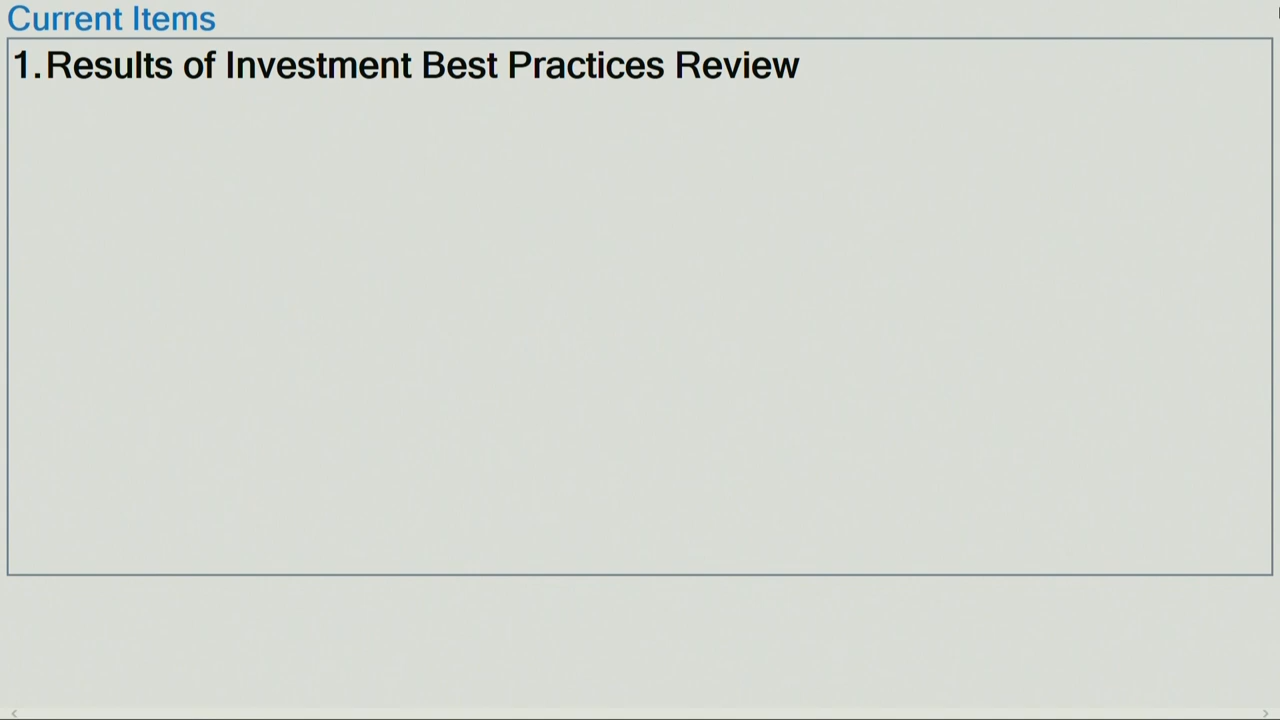 Current Items
1. Results of Investment Best Practices Review